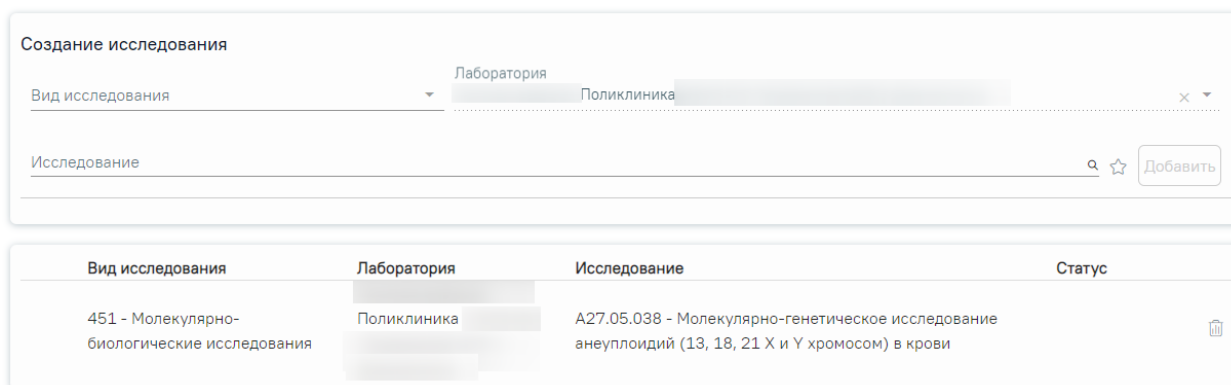 Создание исследования
Лаборатория
Вид исследования
Поликлиника
Исследование
Добавить
Вид исследования Лаборатория Исследование Статус
451 - Молекулярно- Поликлиника A27.05.038 - Молекулярно-генетическое исследование
биологические исследования анеуплоидий (13, 18, 21 X и Y хромосом) в крови